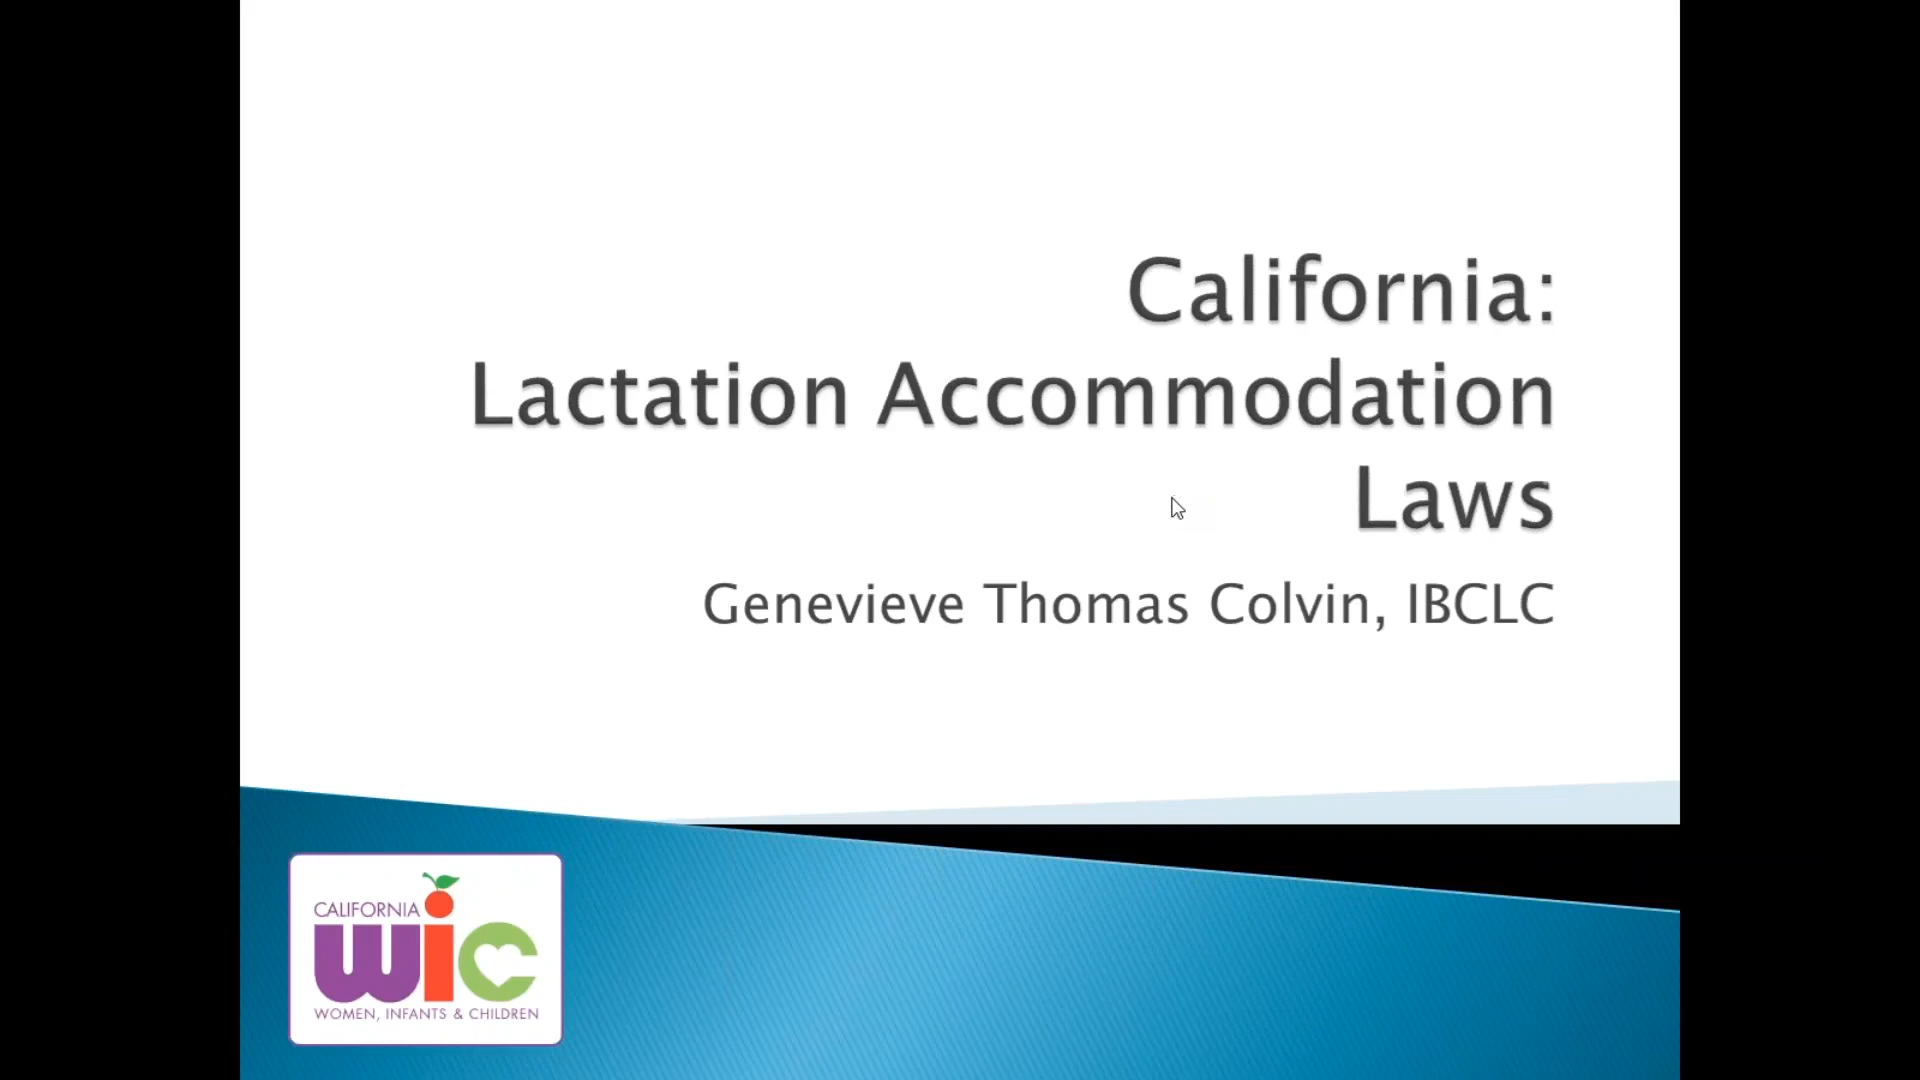 California:
Lactation Accommodation
Laws
Genevieve Thomas Colvin, IBCLC
CALIFORNIA
wic
WOMEN, INFANTS & CHILDREN